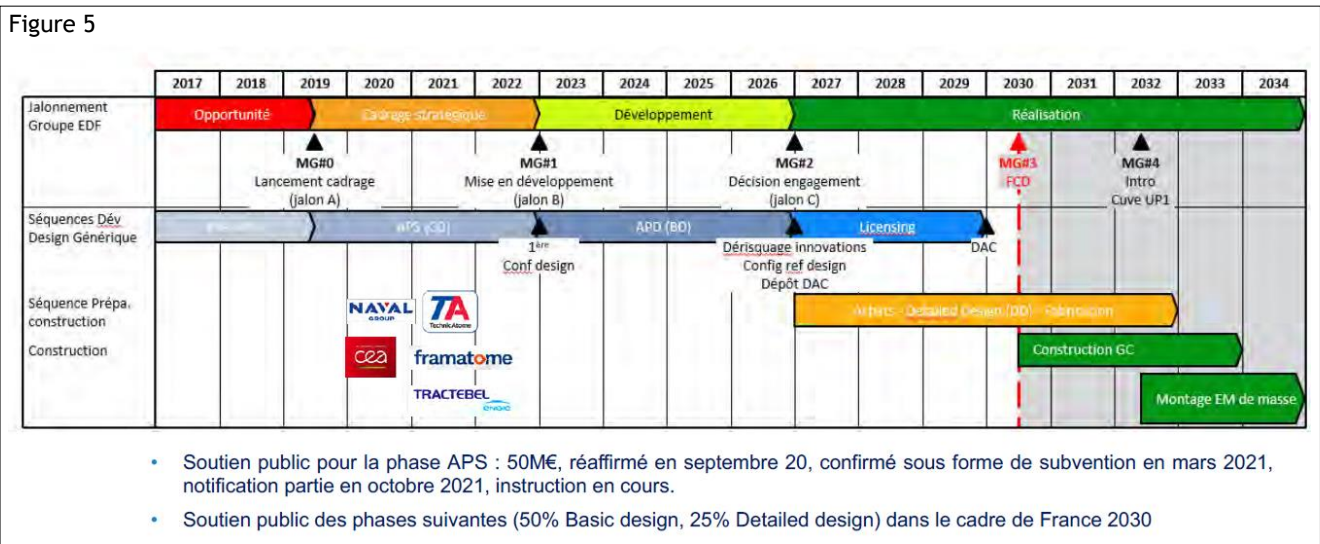 Figure 5
2017 2018 2019 2020 2021 2022 2023 2024 2025 2026 2027 2028 2029 2030 2031 2032 2033 2034
Jalonnement
Groupe EDF
Opportunité
Cadrage stratégique
Développement
Réalisation
MG#0
Lancement cadrage
(jalon A)
MG#1
Mise en développement
(jalon B)
MG#2
Décision engagement
(jalon C)
MG#3
FCD
MG#4
Intro
Cuve UP1
Séquences Dév
Design Générique
APS (CD)
APD (BD)
Licensing
1ère
Conf design
Dérisquage innovations
Config ref design
Dépôt DAC
DAC
Séquence Prépa.
construction
Achats - Detailed Design (DD) - Fabrication
NAVAL
GROUP
TA
TechnicAtome
Construction
cea
framatome
TRACTEBEL
ENGIE
Construction GC
Montage EM de masse
• Soutien public pour la phase APS : 50M€, réaffirmé en septembre 20, confirmé sous forme de subvention en mars 2021,
notification partie en octobre 2021, instruction en cours.
• Soutien public des phases suivantes (50% Basic design, 25% Detailed design) dans le cadre de France 2030